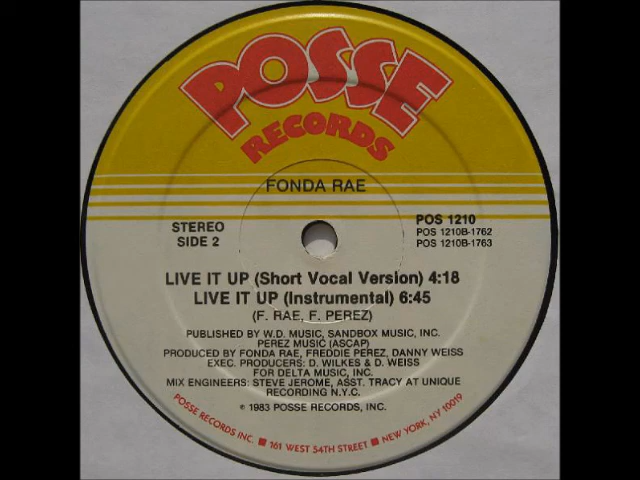 POSSE
RECORDS
FONDA RAE
STEREO
SIDE 2
POS 1210
POS 1210B-1762
POS 1210B-1763
LIVE IT UP (Short Vocal Version) 4:18
LIVE IT UP (Instrumental) 6:45
(F. RAE, F. PEREZ)
PUBLISHED BY W.D. MUSIC, SANDBOX MUSIC, INC.
PEREZ MUSIC (ASCAP)
PRODUCED BY FONDA RAE, FREDDIE PEREZ, DANNY WEISS
EXEC. PRODUCERS: D. WILKES & D. WEISS
FOR DELTA MUSIC, INC.
MIX ENGINEERS: STEVE JEROME, ASST. TRACY AT UNIQUE
RECORDING N.Y.C.
℗ 1983 POSSE RECORDS, INC.
POSSE RECORDS INC. ■ 161 WEST 54TH STREET ■ NEW YORK, NY 10019